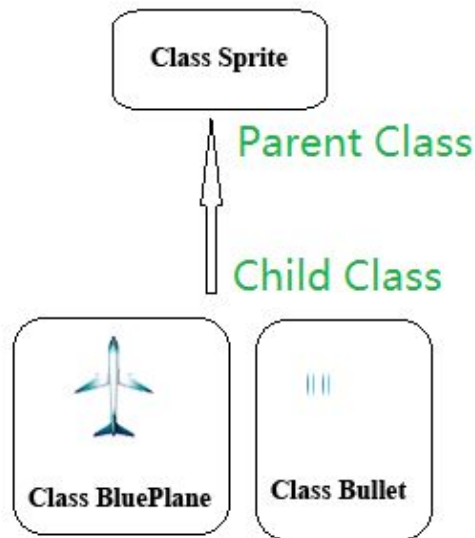 Class Sprite
Parent Class
Child Class
Class BluePlane
Class Bullet